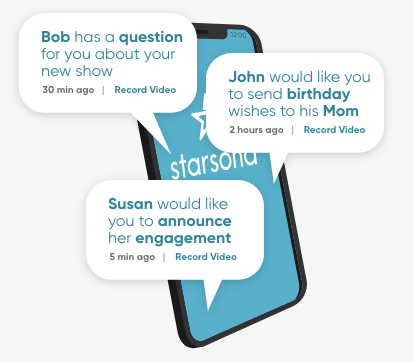 12:00
Bob has a question
for you about your
new show
30 min ago | Record Video
John would like you
to send birthday
wishes to his Mom
2 hours ago | Record Video
starsona
Susan would like
you to announce
her engagement
5 min ago | Record Video